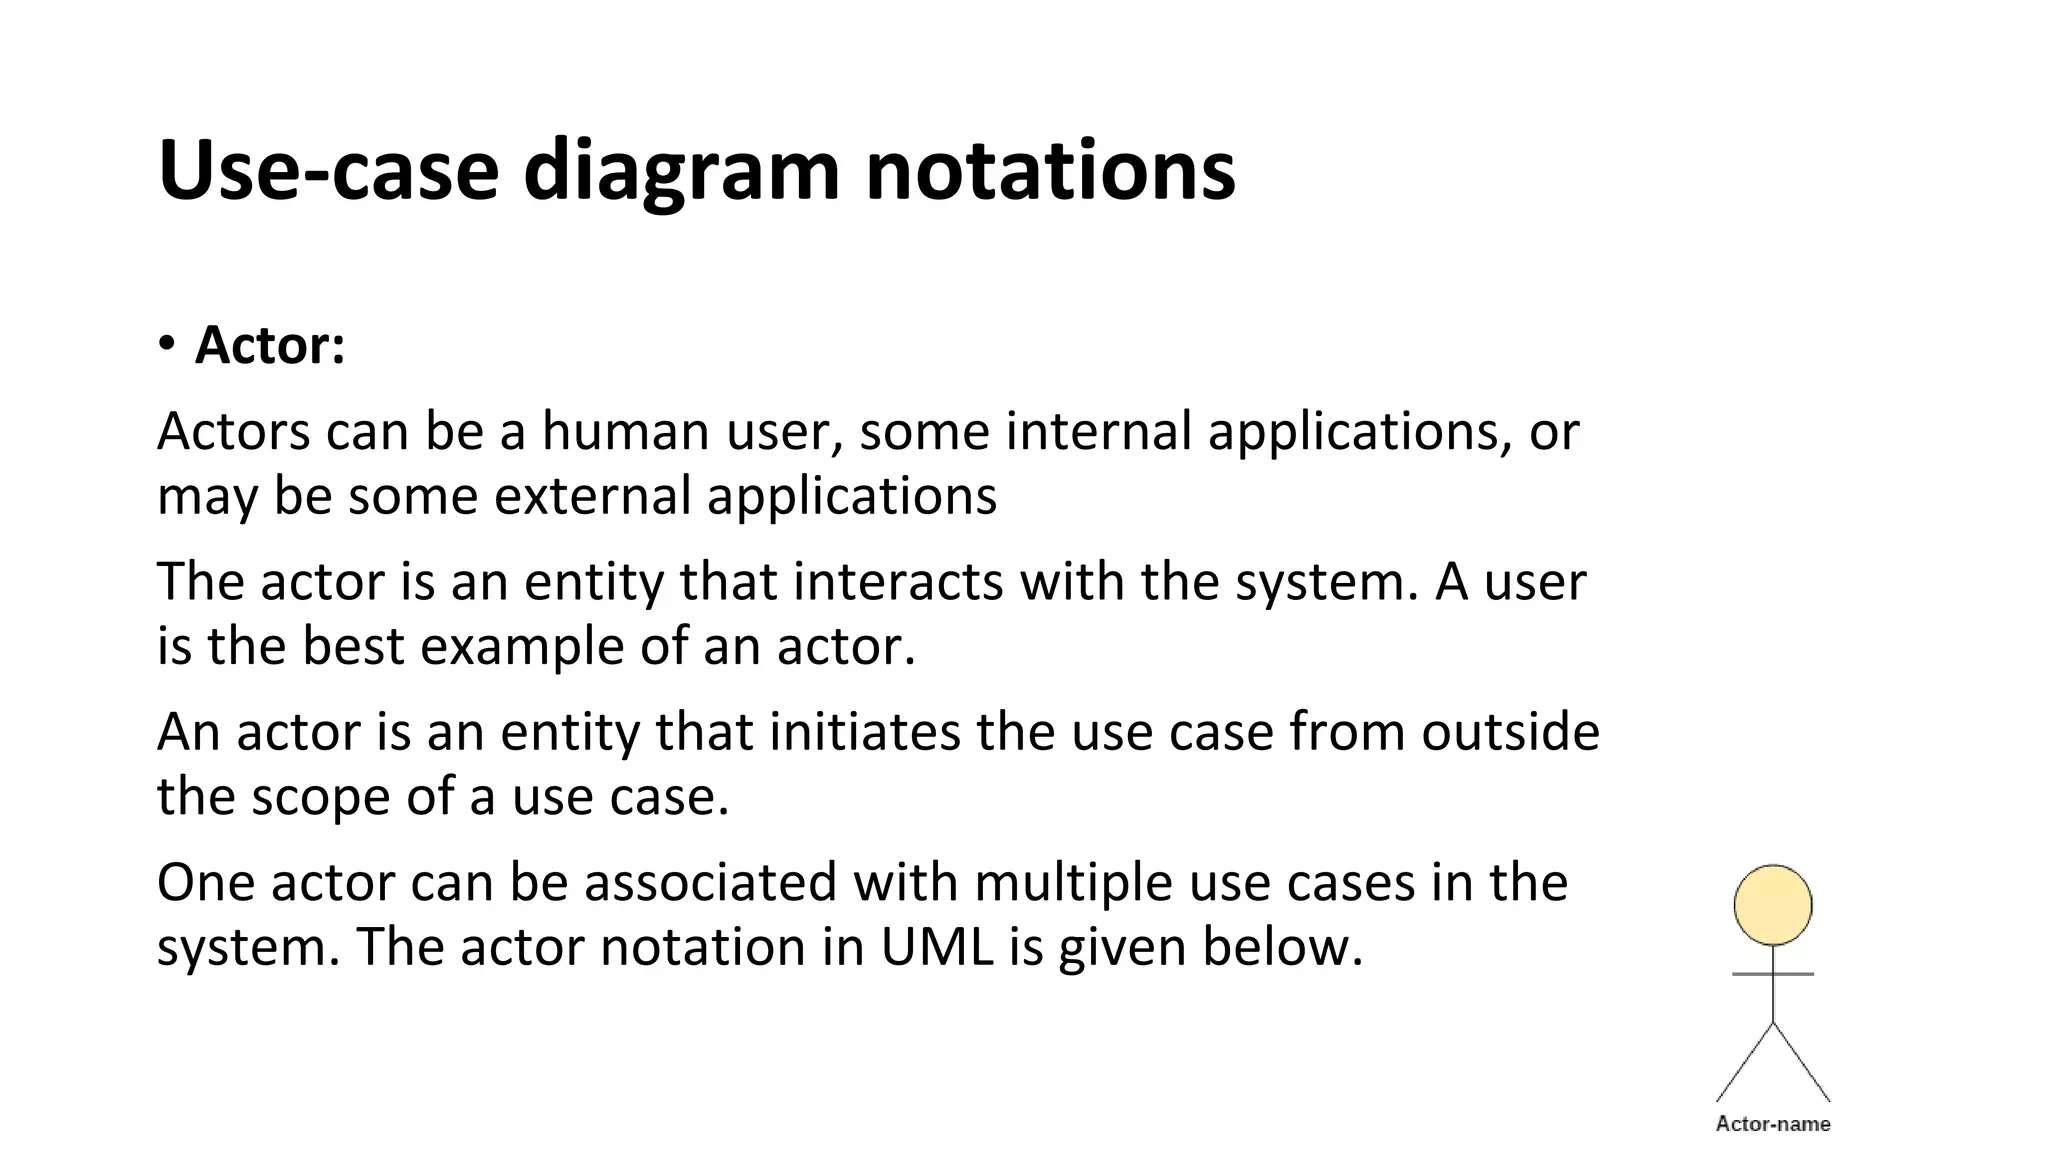 Use-case diagram notations
• Actor:
Actors can be a human user, some internal applications, or
may be some external applications
The actor is an entity that interacts with the system. A user
is the best example of an actor.
An actor is an entity that initiates the use case from outside
the scope of a use case.
One actor can be associated with multiple use cases in the
system. The actor notation in UML is given below.
Actor-name